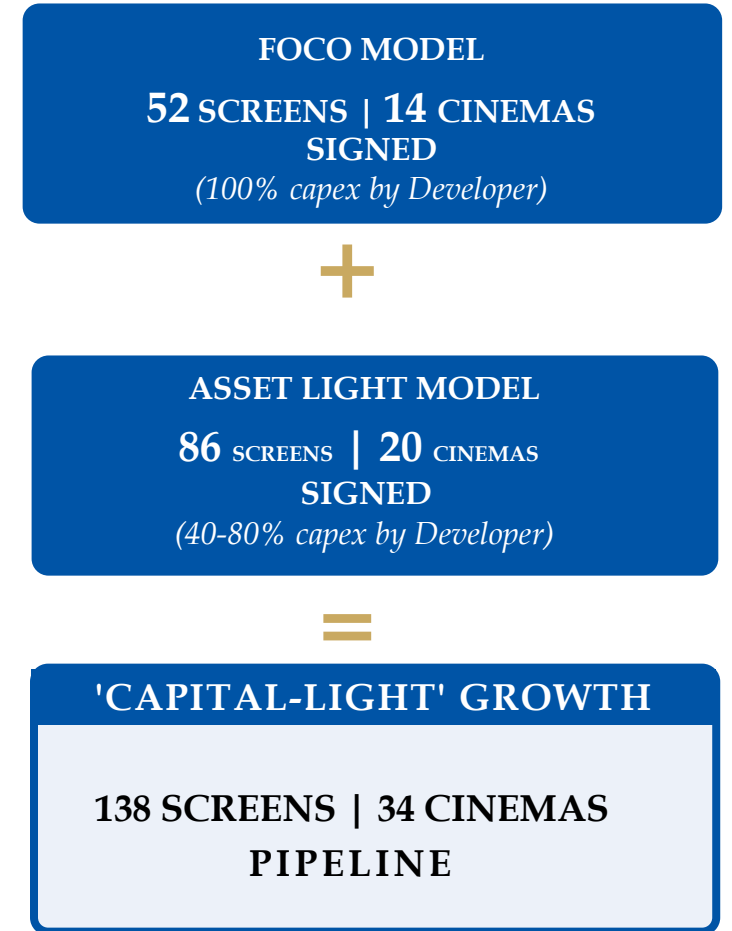 FOCO MODEL
52 SCREENS | 14 CINEMAS
SIGNED
(100% capex by Developer)
+
ASSET LIGHT MODEL
86 SCREENS | 20 CINEMAS
SIGNED
(40-80% capex by Developer)
=
'CAPITAL-LIGHT' GROWTH
138 SCREENS | 34 CINEMAS
PIPELINE